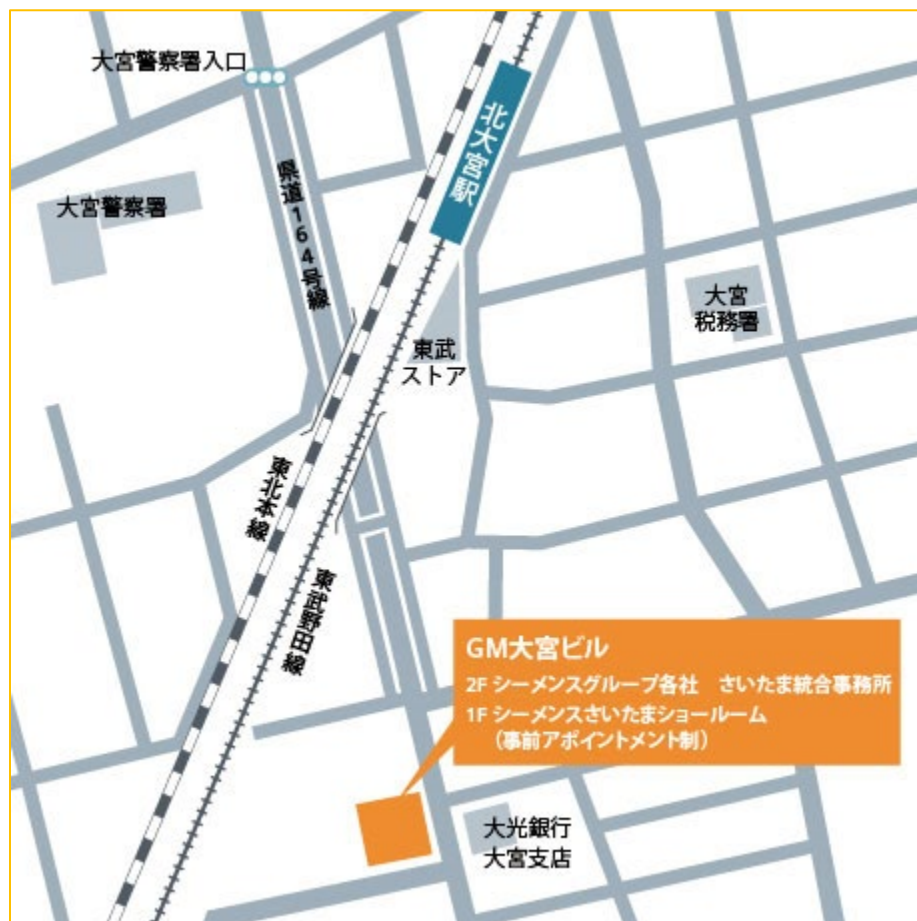 大宮警察署入口
北大宮駅
大宮警察署
県道164号線
大宮
税務署
東武
ストア
東北本線
東武野田線
GM大宮ビル
2F シーメンスグループ各社　さいたま統合事務所
1F シーメンスさいたまショールーム
（事前アポイントメント制）
大光銀行
大宮支店